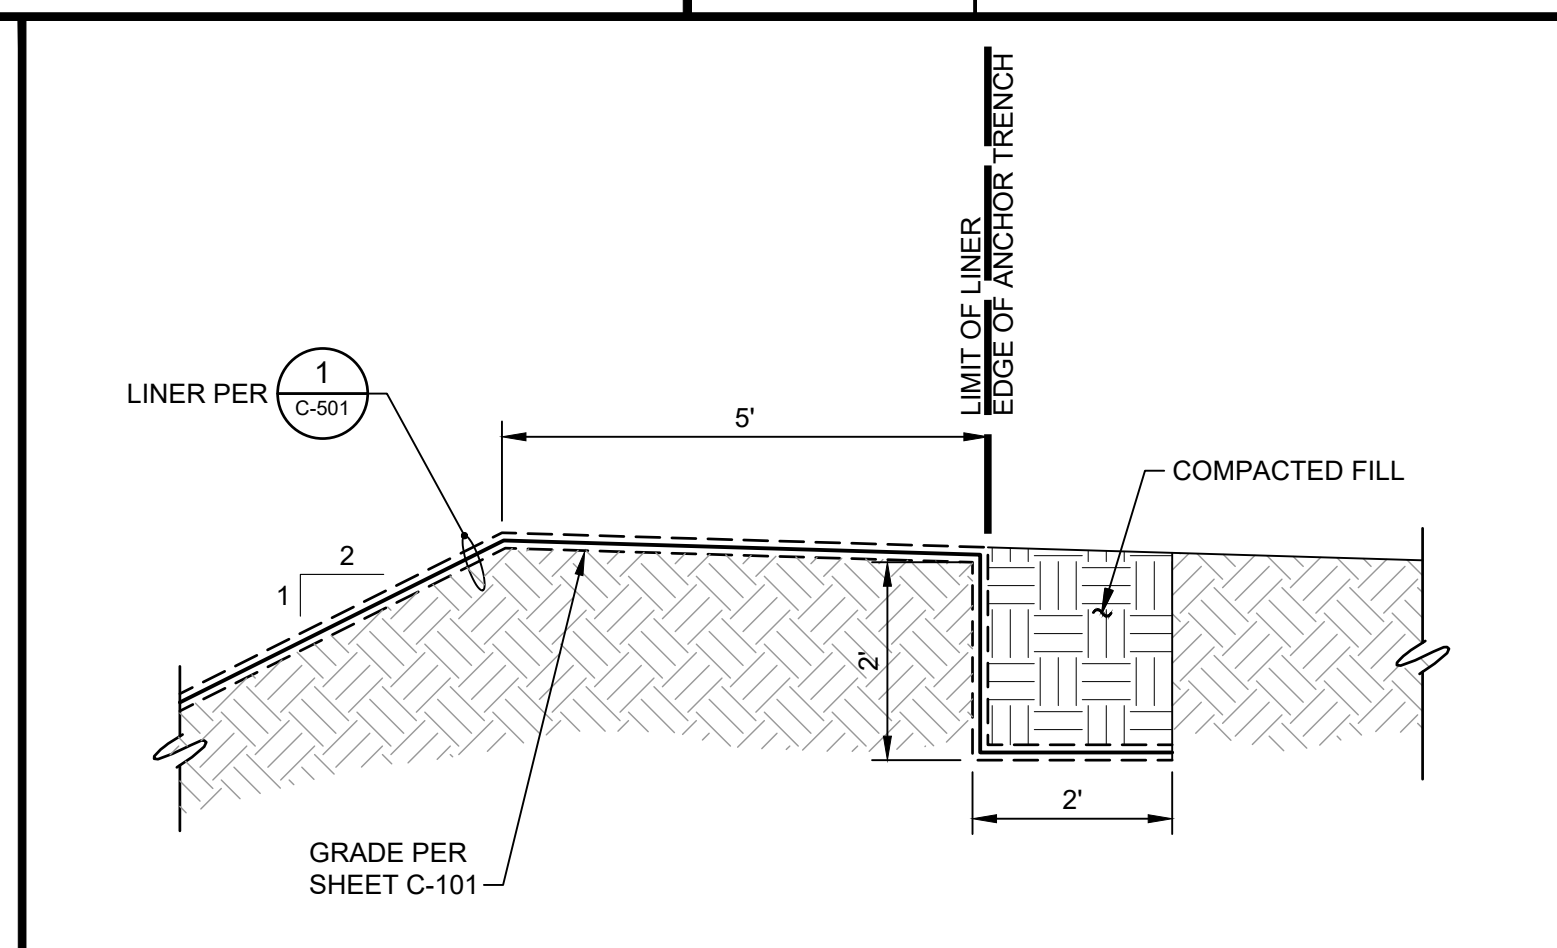 LIMIT OF LINER
EDGE OF ANCHOR TRENCH
LINER PER
1
C-501
5'
COMPACTED FILL
2
1
2'
2'
GRADE PER
SHEET C-101